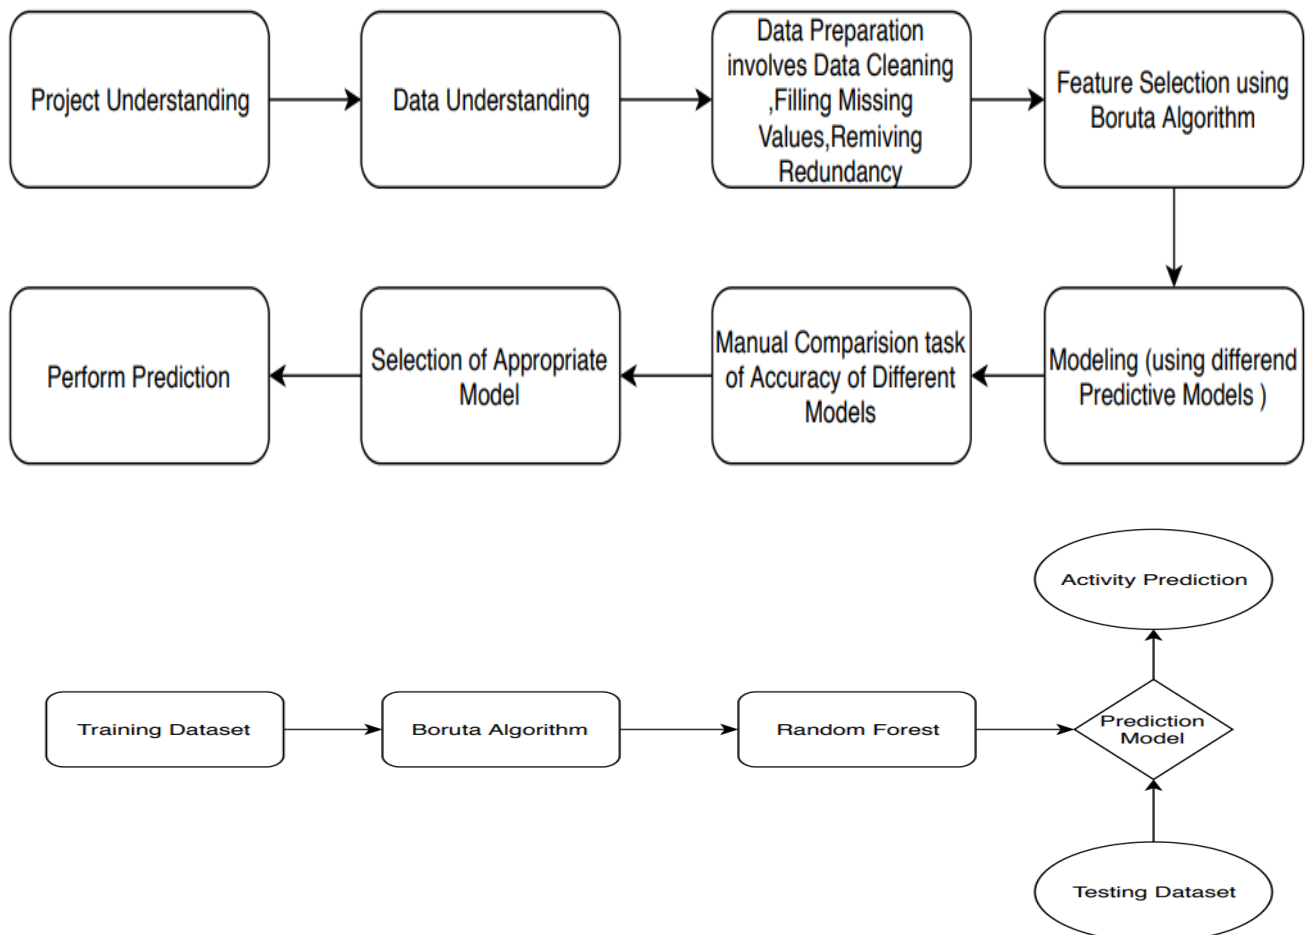 Project Understanding
Data Understanding
Data Preparation
involves Data Cleaning
,Filling Missing
Values,Remiving
Redundancy
Feature Selection using
Boruta Algorithm
Perform Prediction
Selection of Appropriate
Model
Manual Comparision task
of Accuracy of Different
Models
Modeling (using differend
Predictive Models )
Activity Prediction
Training Dataset
Boruta Algorithm
Random Forest
Prediction
Model
Testing Dataset